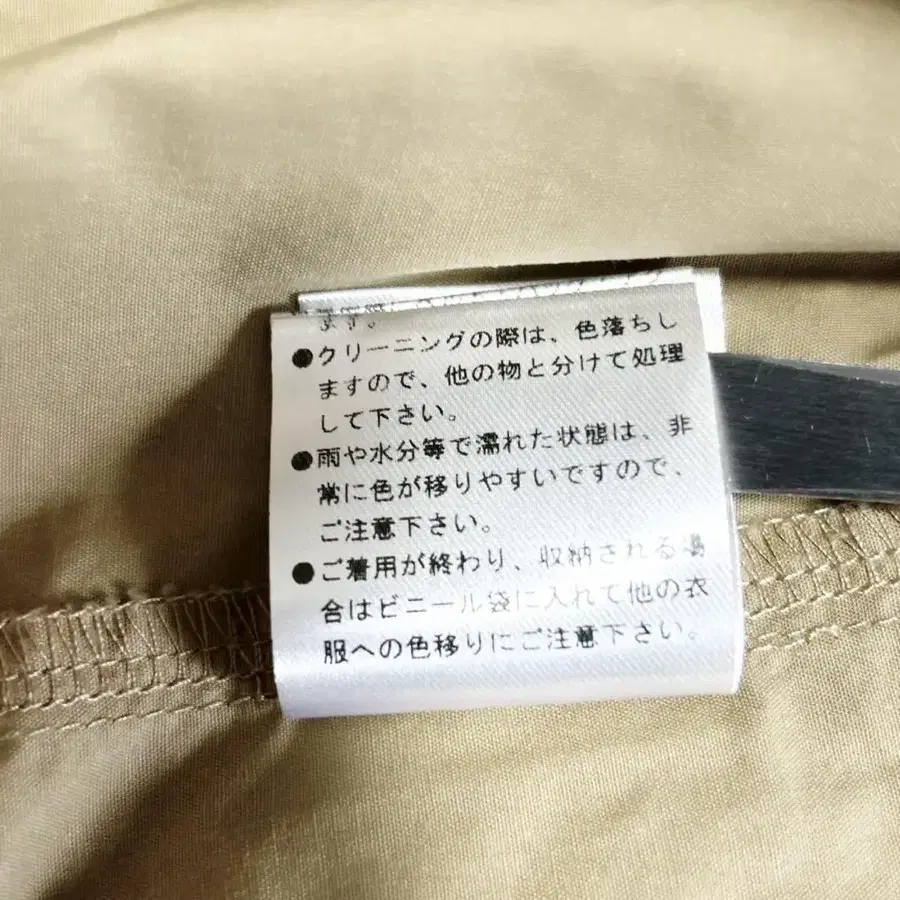 ます。
●クリーニングの際は、色落ちし
ますので、他の物と分けて処理
して下さい。
●雨や水分等で濡れた状態は、非
常に色が移りやすいですので、
ご注意下さい。
●ご着用が終わり、収納される場
合はビニール袋に入れて他の衣
服への色移りにご注意下さい。